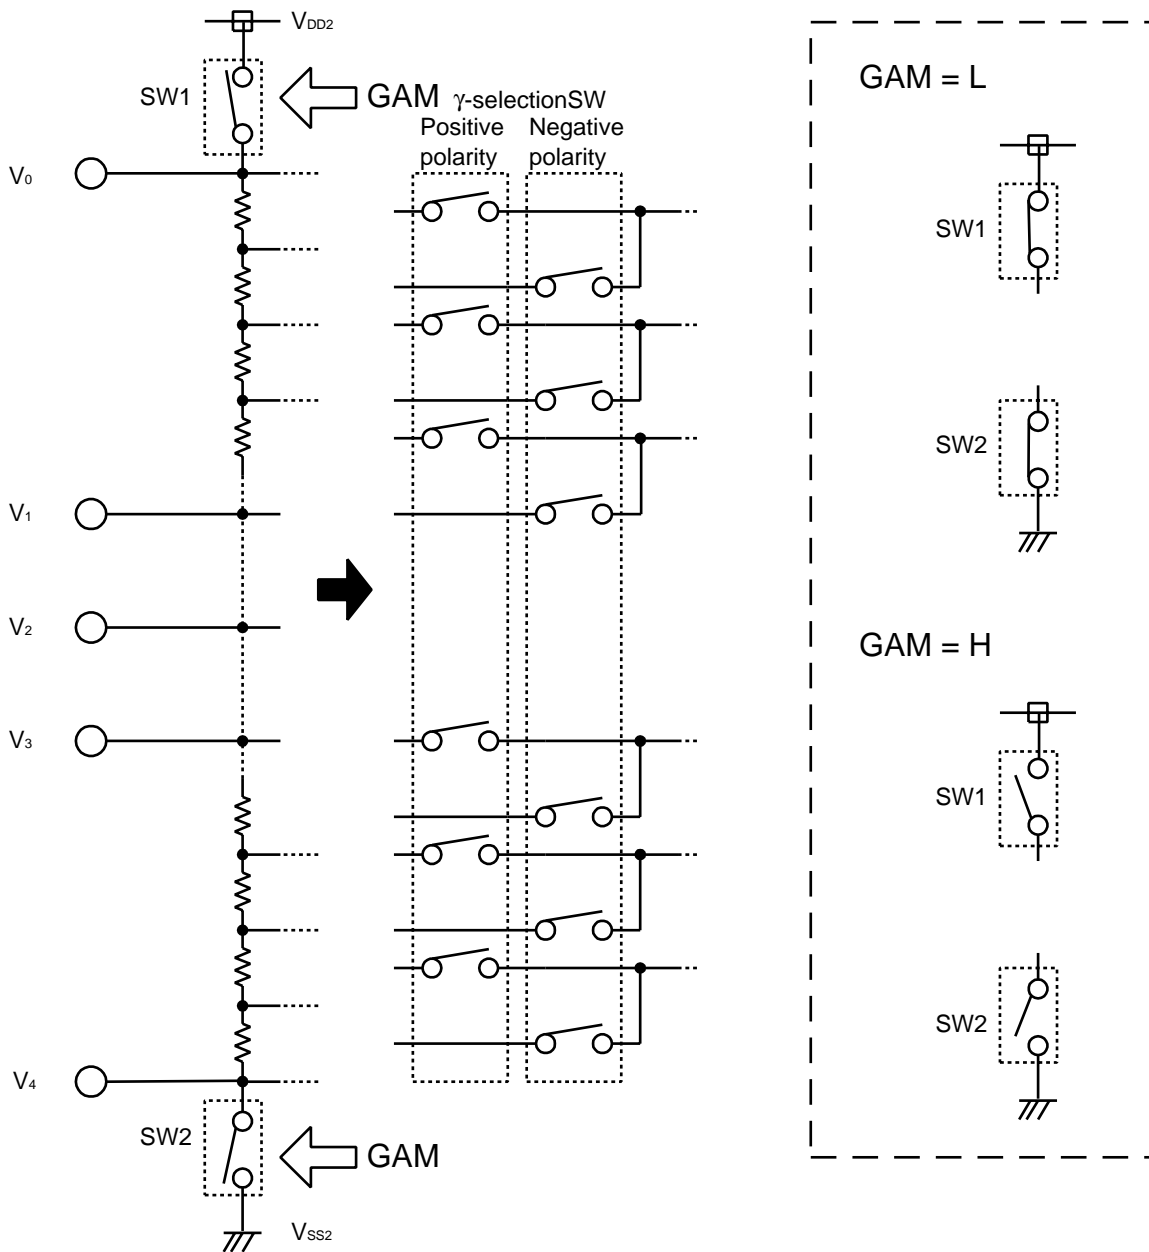 VDD2
GAM = L
SW1
GAM
γ-selectionSW
Positive polarity
Negative polarity
V0
SW1
SW2
V1
V2
GAM = H
V3
SW1
SW2
V4
SW2
GAM
VSS2